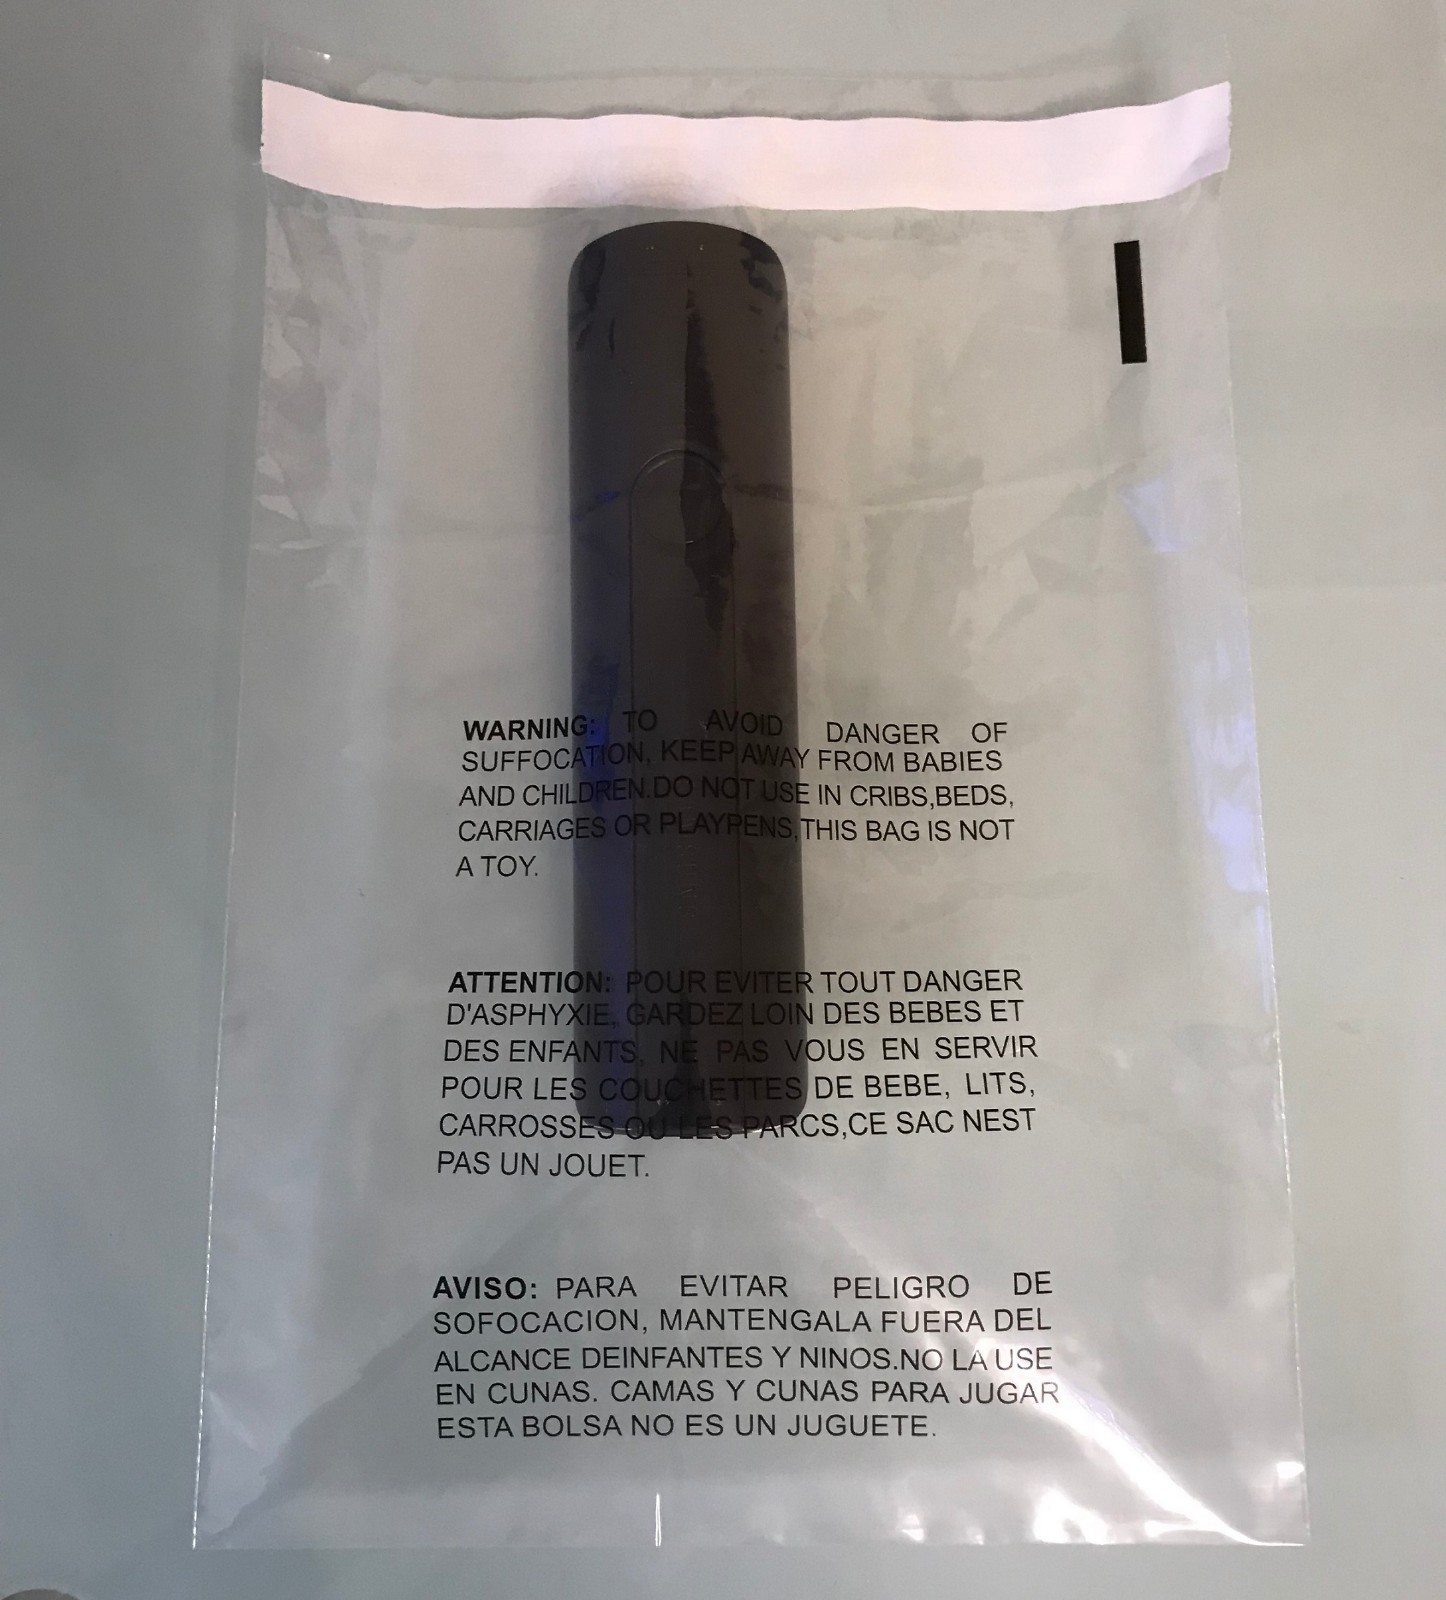 WARNING: TO AVOID DANGER OF
SUFFOCATION, KEEP AWAY FROM BABIES
AND CHILDREN.DO NOT USE IN CRIBS,BEDS,
CARRIAGES OR PLAYPENS,THIS BAG IS NOT
A TOY.
ATTENTION: POUR EVITER TOUT DANGER
D'ASPHYXIE, GARDEZ LOIN DES BEBES ET
DES ENFANTS, NE PAS VOUS EN SERVIR
POUR LES COUCHETTES DE BEBE, LITS,
CARROSSES OU LES PARCS,CE SAC NEST
PAS UN JOUET.
AVISO: PARA EVITAR PELIGRO DE
SOFOCACION, MANTENGALA FUERA DEL
ALCANCE DEINFANTES Y NINOS.NO LA USE
EN CUNAS. CAMAS Y CUNAS PARA JUGAR
ESTA BOLSA NO ES UN JUGUETE.